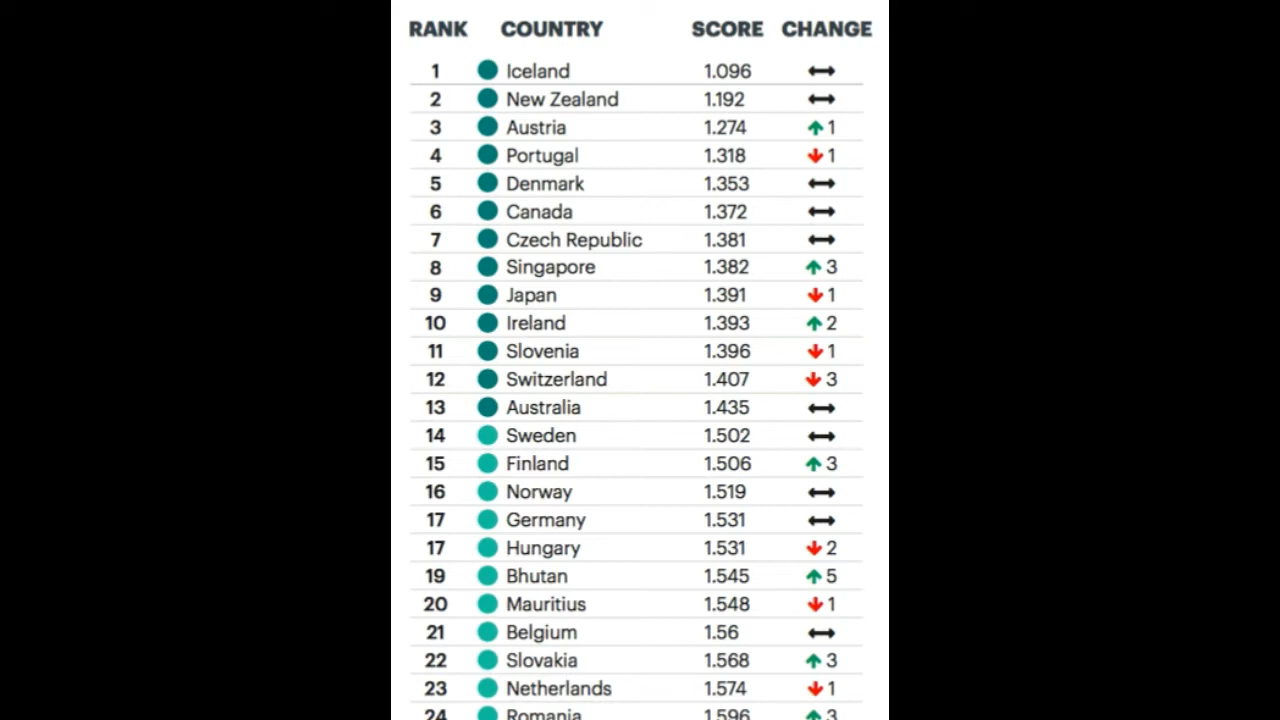 RANK COUNTRY SCORE CHANGE
1 Iceland 1.096 ↔
2 New Zealand 1.192 ↔
3 Austria 1.274 ↑ 1
4 Portugal 1.318 ↓ 1
5 Denmark 1.353 ↔
6 Canada 1.372 ↔
7 Czech Republic 1.381 ↔
8 Singapore 1.382 ↑ 3
9 Japan 1.391 ↓ 1
10 Ireland 1.393 ↑ 2
11 Slovenia 1.396 ↓ 1
12 Switzerland 1.407 ↓ 3
13 Australia 1.435 ↔
14 Sweden 1.502 ↔
15 Finland 1.506 ↑ 3
16 Norway 1.519 ↔
17 Germany 1.531 ↔
17 Hungary 1.531 ↓ 2
19 Bhutan 1.545 ↑ 5
20 Mauritius 1.548 ↓ 1
21 Belgium 1.56 ↔
22 Slovakia 1.568 ↑ 3
23 Netherlands 1.574 ↓ 1
24 Romania 1.596 ↑ 3